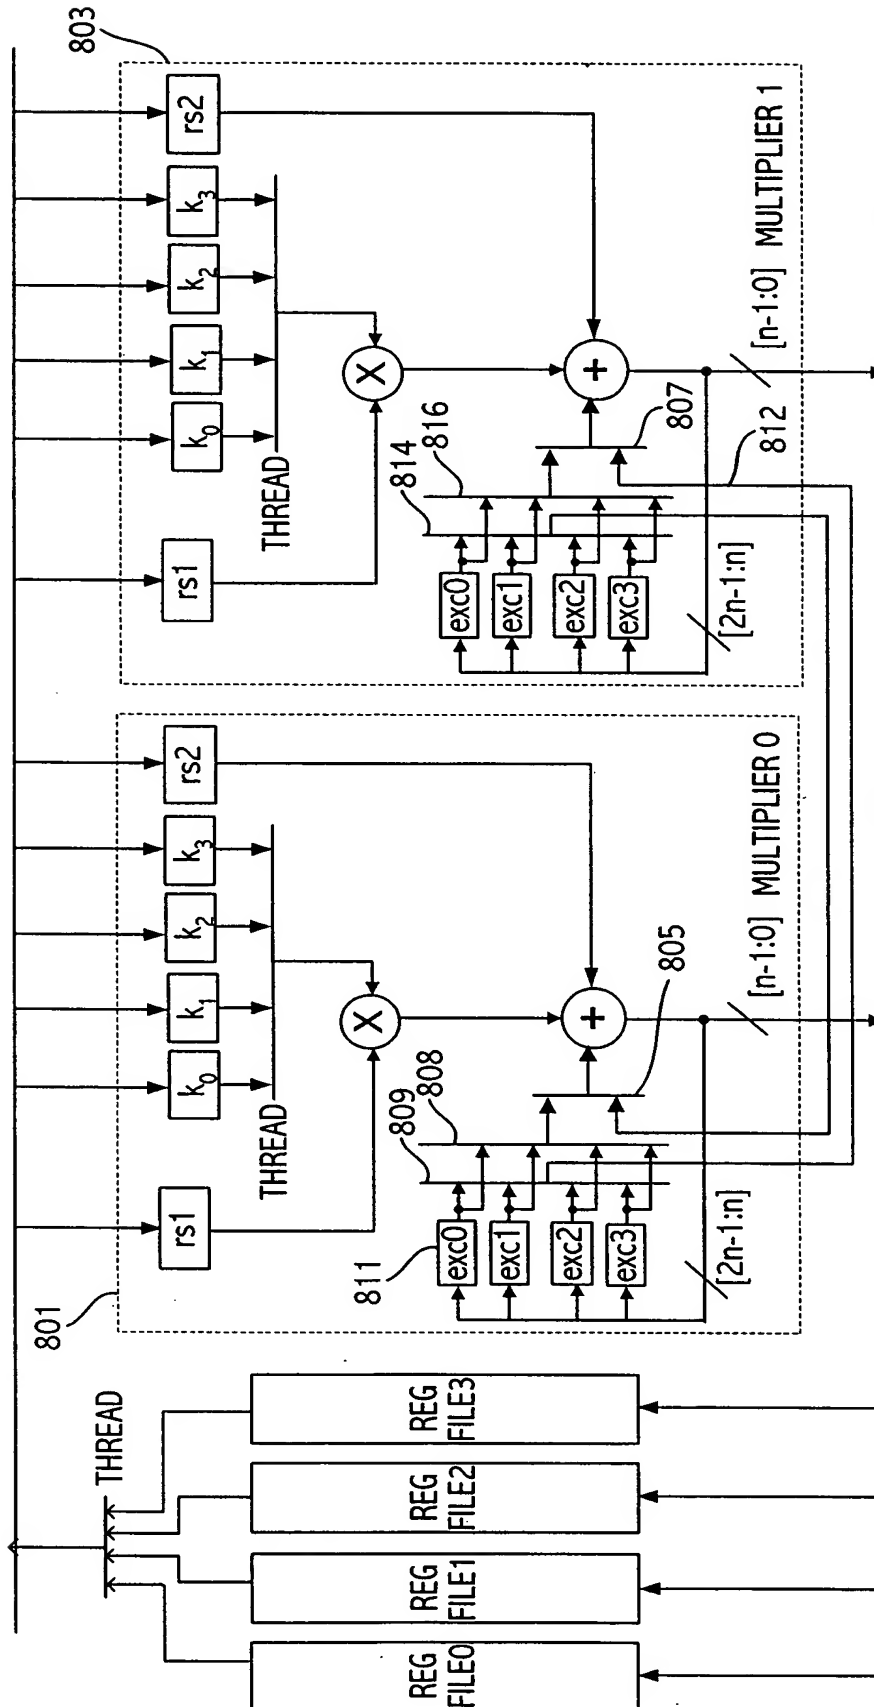 803
rs1
k0
k1
k2
k3
rs2
THREAD
X
+
814
816
exc0
exc1
exc2
exc3
807
812
[2n-1:n]
[n-1:0] MULTIPLIER 1
801
rs1
k0
k1
k2
k3
rs2
THREAD
X
+
809
808
811
exc0
exc1
exc2
exc3
805
[2n-1:n]
[n-1:0] MULTIPLIER 0
THREAD
REG
FILE0
REG
FILE1
REG
FILE2
REG
FILE3